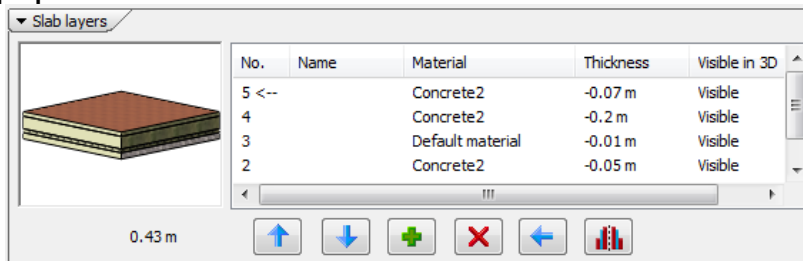 Slab layers
No. Name Material Thickness Visible in 3D
5 <-- Concrete2 -0.07 m Visible
4 Concrete2 -0.2 m Visible
3 Default material -0.01 m Visible
2 Concrete2 -0.05 m Visible
0.43 m